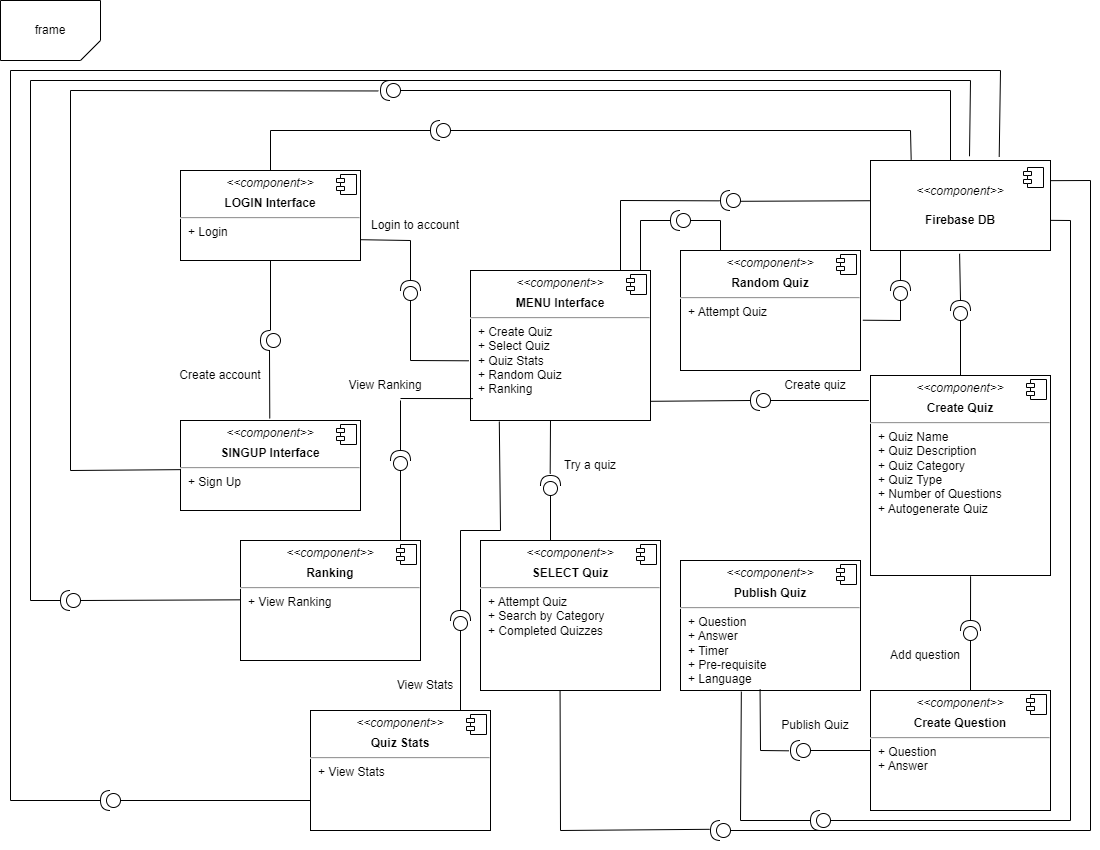 frame
<<component>>
LOGIN Interface
+ Login
Login to account
<<component>>
Firebase DB
<<component>>
Random Quiz
+ Attempt Quiz
<<component>>
MENU Interface
+ Create Quiz
+ Select Quiz
+ Quiz Stats
+ Random Quiz
+ Ranking
Create account
View Ranking
Create quiz
<<component>>
Create Quiz
+ Quiz Name
+ Quiz Description
+ Quiz Category
+ Quiz Type
+ Number of Questions
+ Autogenerate Quiz
<<component>>
SINGUP Interface
+ Sign Up
Try a quiz
<<component>>
Ranking
+ View Ranking
<<component>>
SELECT Quiz
+ Attempt Quiz
+ Search by Category
+ Completed Quizzes
<<component>>
Publish Quiz
+ Question
+ Answer
+ Timer
+ Pre-requisite
+ Language
Add question
View Stats
<<component>>
Quiz Stats
+ View Stats
Publish Quiz
<<component>>
Create Question
+ Question
+ Answer